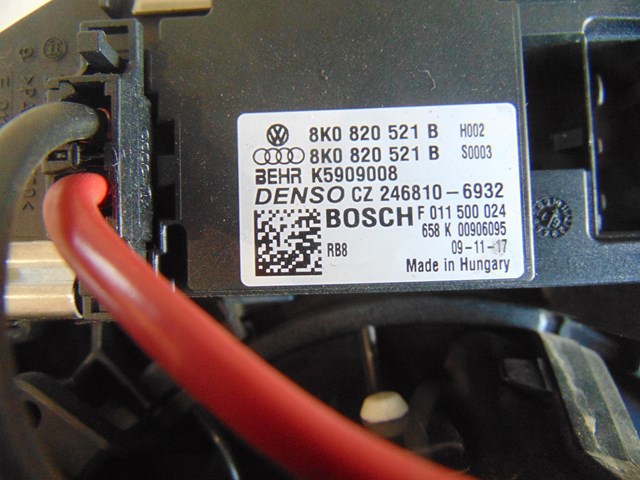 8K0 820 521 B H002
8K0 820 521 B S0003
BEHR K5909008
DENSO CZ 246810-6932
BOSCH F 011 500 024
658 K 00906095
RB8 09-11-17
Made in Hungary